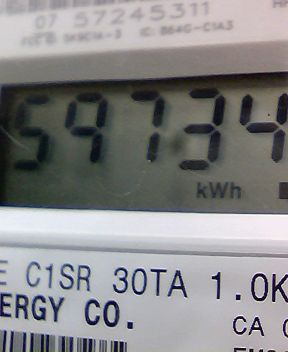 07 57245311
59734
kWh
E C1SR 30TA 1.0K
ERGY CO.
CA